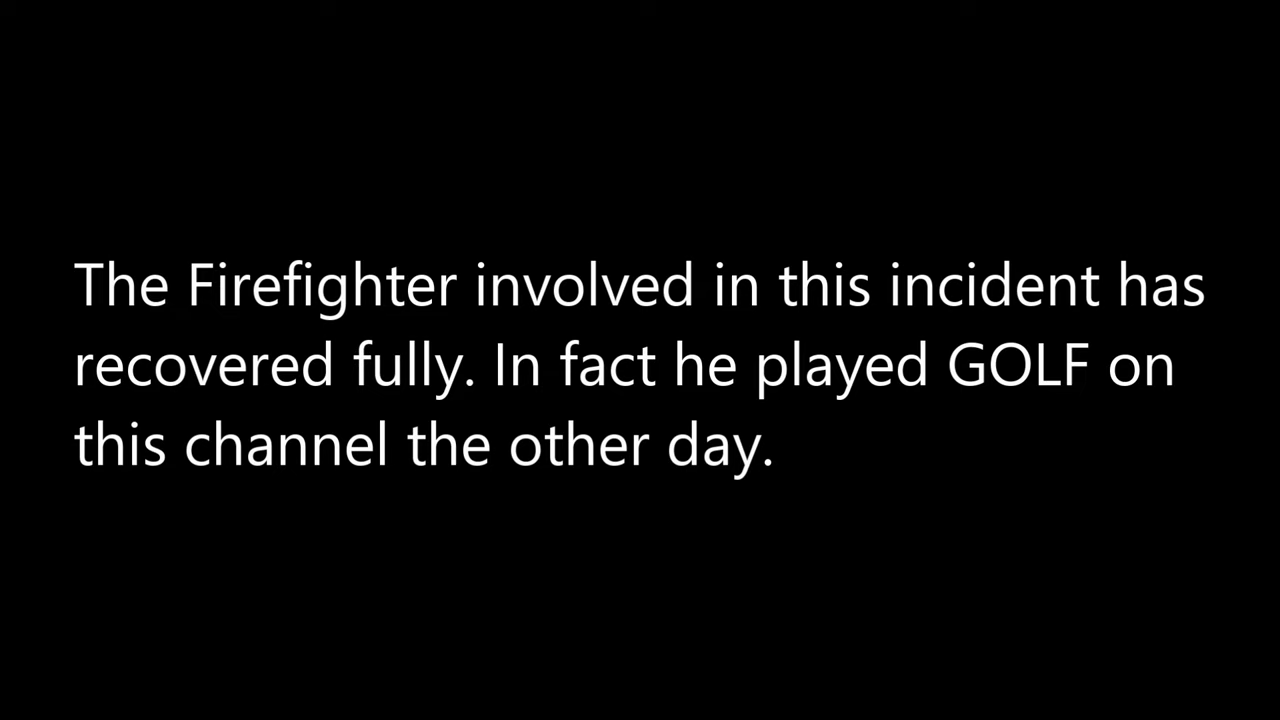 The Firefighter involved in this incident has
recovered fully. In fact he played GOLF on
this channel the other day.